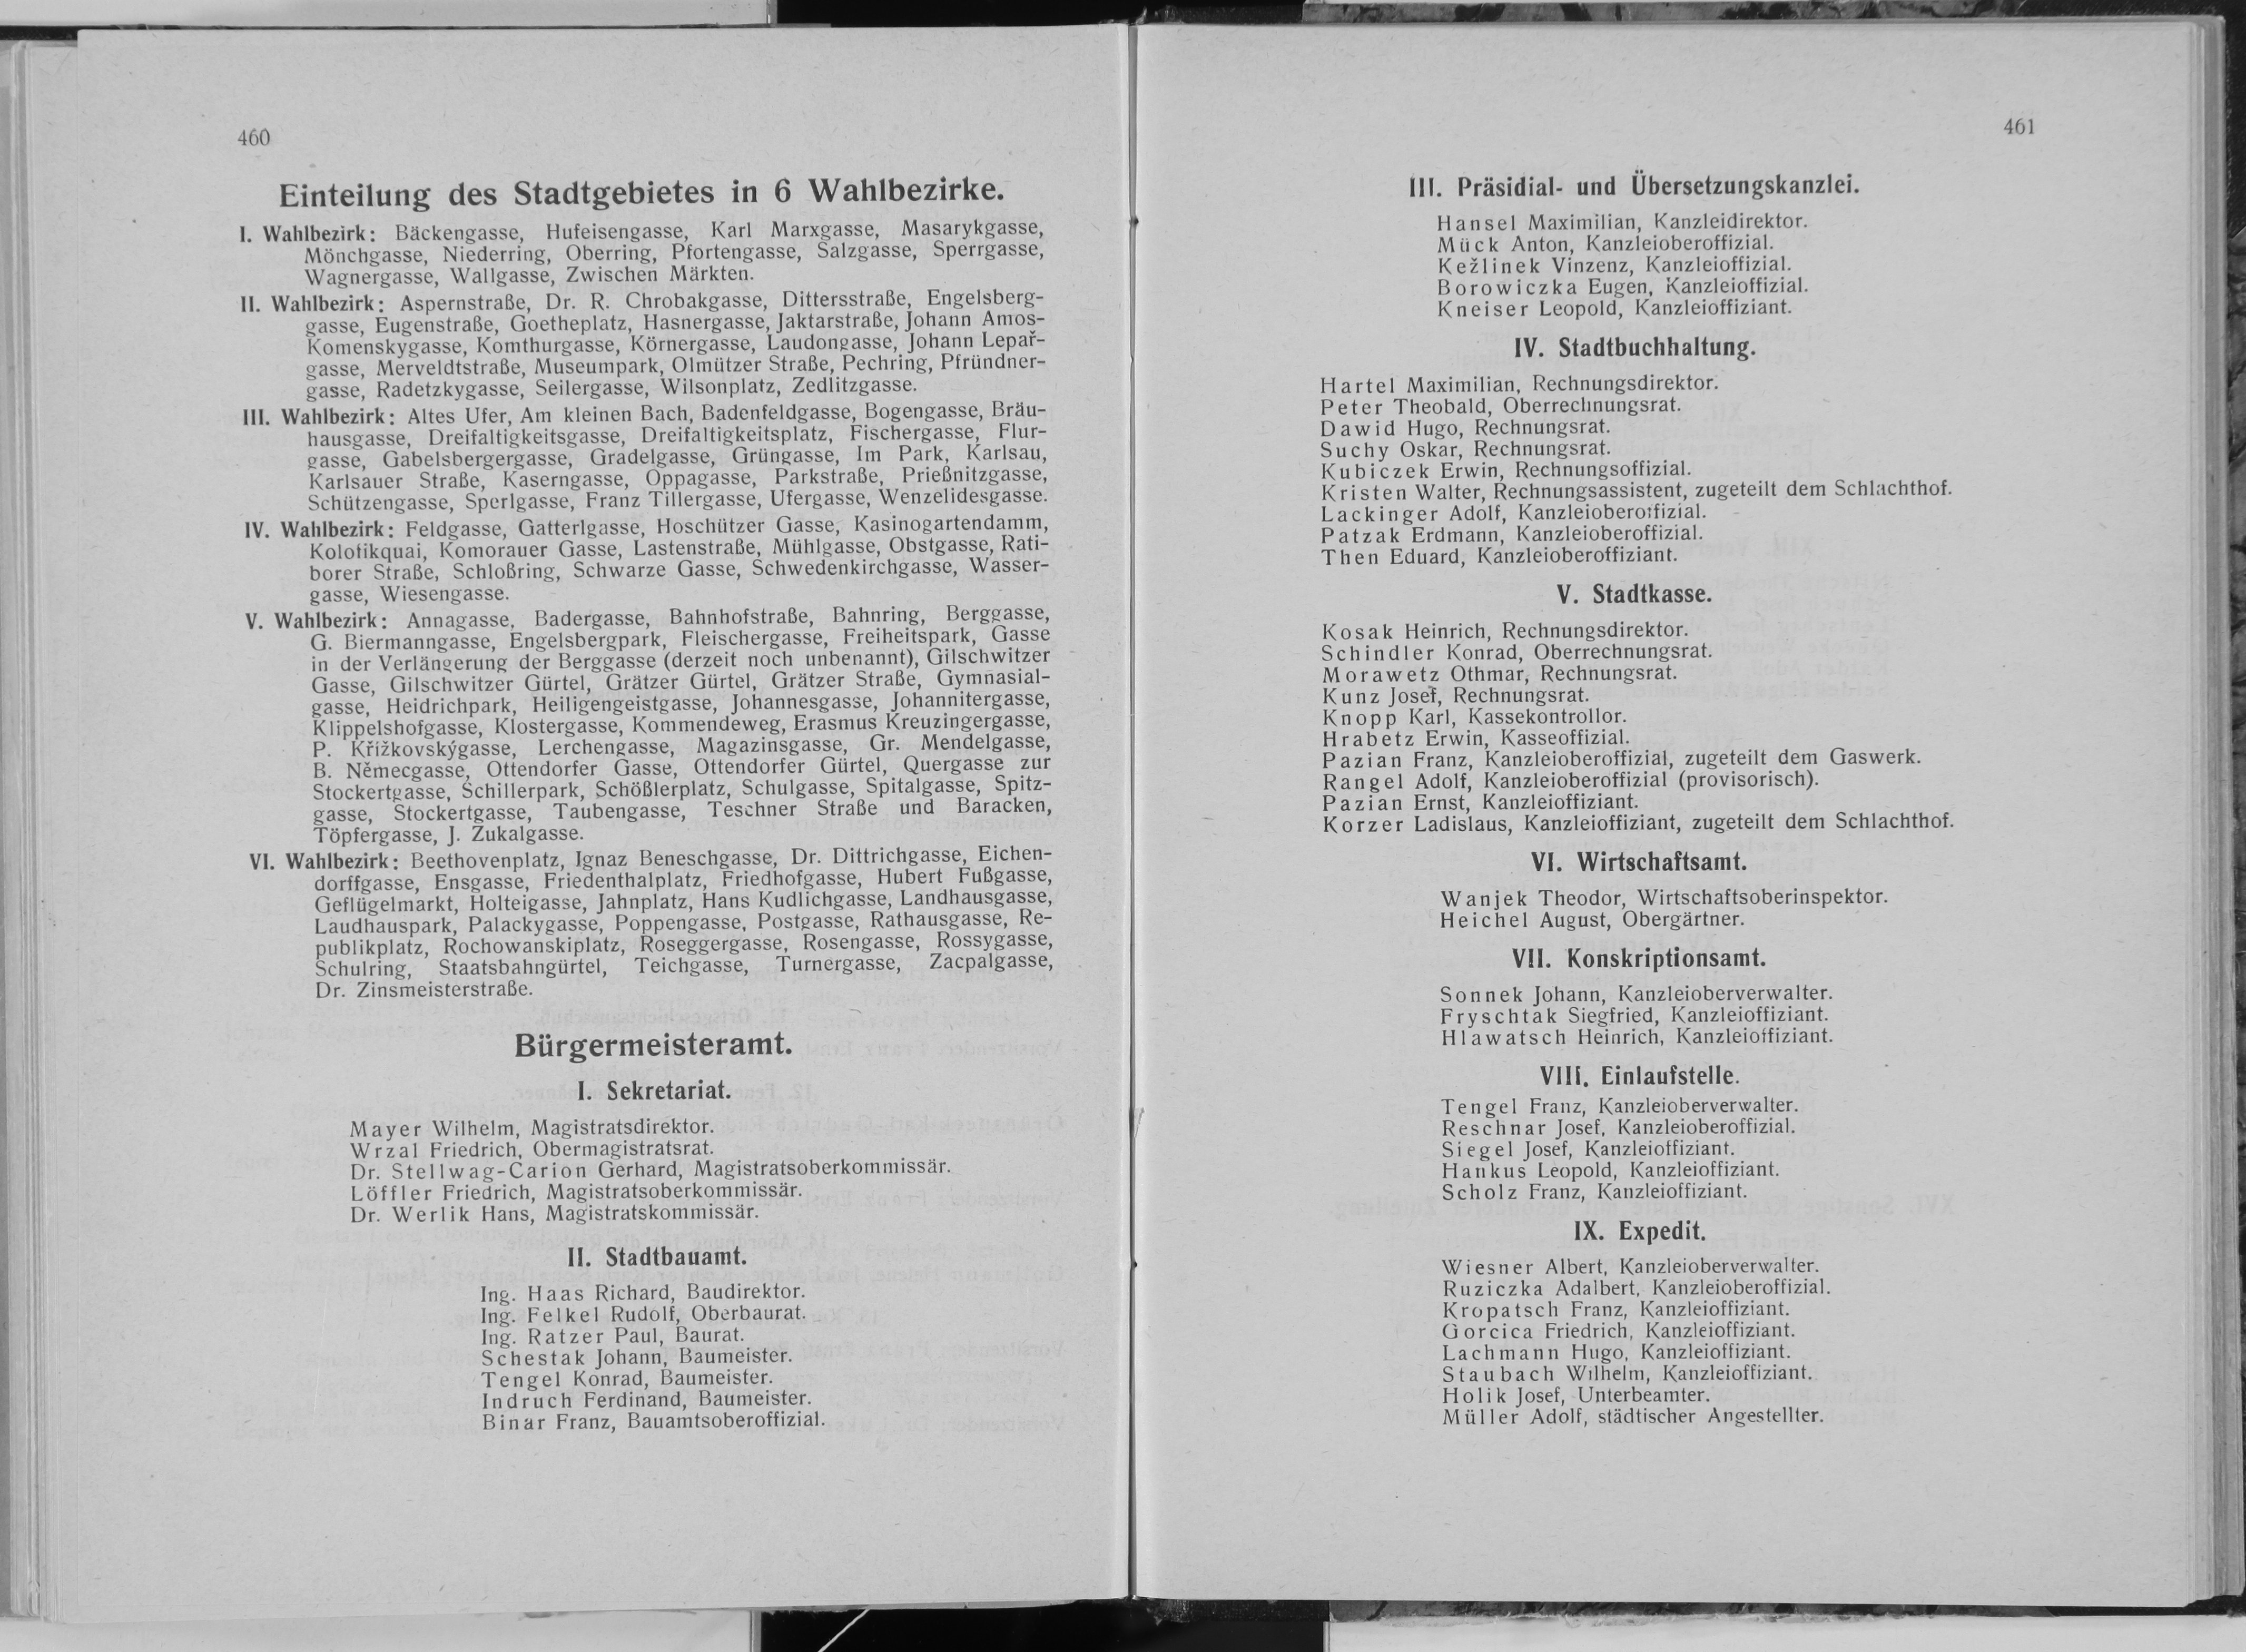 460
Einteilung des Stadtgebietes in 6 Wahlbezirke.
I. Wahlbezirk: Bäckengasse, Hufeisengasse, Karl Marxgasse, Masarykgasse,
Mönchgasse, Niederring, Oberring, Pfortengasse, Salzgasse, Sperrgasse,
Wagnergasse, Wallgasse, Zwischen Märkten.
II. Wahlbezirk: Aspernstraße, Dr. R. Chrobakgasse, Dittersstraße, Engelsberg-
gasse, Eugenstraße, Goetheplatz, Hasnergasse, Jaktarstraße, Johann Amos-
Komenskygasse, Komthurgasse, Körnergasse, Laudongasse, Johann Lepař-
gasse, Merveldtstraße, Museumpark, Olmützer Straße, Pechring, Pfründner-
gasse, Radetzkygasse, Seilergasse, Wilsonplatz, Zedlitzgasse.
III. Wahlbezirk: Altes Ufer, Am kleinen Bach, Badenfeldgasse, Bogengasse, Bräu-
hausgasse, Dreifaltigkeitsgasse, Dreifaltigkeitsplatz, Fischergasse, Flur-
gasse, Gabelsbergergasse, Gradelgasse, Grüngasse, Im Park, Karlsau,
Karlsauer Straße, Kaserngasse, Oppagasse, Parkstraße, Prießnitzgasse,
Schützengasse, Sperlgasse, Franz Tillergasse, Ufergasse, Wenzelidesgasse.
IV. Wahlbezirk: Feldgasse, Gatterlgasse, Hoschützer Gasse, Kasinogartendamm,
Kolofikquai, Komorauer Gasse, Lastenstraße, Mühlgasse, Obstgasse, Rati-
borer Straße, Schloßring, Schwarze Gasse, Schwedenkirchgasse, Wasser-
gasse, Wiesengasse.
V. Wahlbezirk: Annagasse, Badergasse, Bahnhofstraße, Bahnring, Berggasse,
G. Biermanngasse, Engelsbergpark, Fleischergasse, Freiheitspark, Gasse
in der Verlängerung der Berggasse (derzeit noch unbenannt), Gilschwitzer
Gasse, Gilschwitzer Gürtel, Grätzer Gürtel, Grätzer Straße, Gymnasial-
gasse, Heidrichpark, Heiligengeistgasse, Johannesgasse, Johannitergasse,
Klippelshofgasse, Klostergasse, Kommendeweg, Erasmus Kreuzingergasse,
P. Křižkovskýgasse, Lerchengasse, Magazinsgasse, Gr. Mendelgasse,
B. Němecgasse, Ottendorfer Gasse, Ottendorfer Gürtel, Quergasse zur
Stockertgasse, Schillerpark, Schößlerplatz, Schulgasse, Spitalgasse, Spitz-
gasse, Stockertgasse, Taubengasse, Teschner Straße und Baracken,
Töpfergasse, J. Zukalgasse.
VI. Wahlbezirk: Beethovenplatz, Ignaz Beneschgasse, Dr. Dittrichgasse, Eichen-
dorffgasse, Ensgasse, Friedenthalplatz, Friedhofgasse, Hubert Fußgasse,
Geflügelmarkt, Holteigasse, Jahnplatz, Hans Kudlichgasse, Landhausgasse,
Laudhauspark, Palackygasse, Poppengasse, Postgasse, Rathausgasse, Re-
publikplatz, Rochowanskiplatz, Roseggergasse, Rosengasse, Rossygasse,
Schulring, Staatsbahngürtel, Teichgasse, Turnergasse, Zacpalgasse,
Dr. Zinsmeisterstraße.
Bürgermeisteramt.
I. Sekretariat.
Mayer Wilhelm, Magistratsdirektor.
Wrzal Friedrich, Obermagistratsrat.
Dr. Stellwag-Carion Gerhard, Magistratsoberkommissär.
Löffler Friedrich, Magistratsoberkommissär.
Dr. Werlik Hans, Magistratskommissär.
II. Stadtbauamt.
Ing. Haas Richard, Baudirektor.
Ing. Felkel Rudolf, Oberbaurat.
Ing. Ratzer Paul, Baurat.
Schestak Johann, Baumeister.
Tengel Konrad, Baumeister.
Indruch Ferdinand, Baumeister.
Binar Franz, Bauamtsoberoffizial.
461
III. Präsidial- und Übersetzungskanzlei.
Hansel Maximilian, Kanzleidirektor.
Mück Anton, Kanzleioberoffizial.
Kežlinek Vinzenz, Kanzleioffizial.
Borowiczka Eugen, Kanzleioffizial.
Kneiser Leopold, Kanzleioffiziant.
IV. Stadtbuchhaltung.
Hartel Maximilian, Rechnungsdirektor.
Peter Theobald, Oberrechnungsrat.
Dawid Hugo, Rechnungsrat.
Suchy Oskar, Rechnungsrat.
Kubiczek Erwin, Rechnungsoffizial.
Kristen Walter, Rechnungsassistent, zugeteilt dem Schlachthof.
Lackinger Adolf, Kanzleioberoffizial.
Patzak Erdmann, Kanzleioberoffizial.
Then Eduard, Kanzleioberoffiziant.
V. Stadtkasse.
Kosak Heinrich, Rechnungsdirektor.
Schindler Konrad, Oberrechnungsrat.
Morawetz Othmar, Rechnungsrat.
Kunz Josef, Rechnungsrat.
Knopp Karl, Kassekontrollor.
Hrabetz Erwin, Kasseoffizial.
Pazian Franz, Kanzleioberoffizial, zugeteilt dem Gaswerk.
Rangel Adolf, Kanzleioberoffizial (provisorisch).
Pazian Ernst, Kanzleioffiziant.
Korzer Ladislaus, Kanzleioffiziant, zugeteilt dem Schlachthof.
VI. Wirtschaftsamt.
Wanjek Theodor, Wirtschaftsoberinspektor.
Heichel August, Obergärtner.
VII. Konskriptionsamt.
Sonnek Johann, Kanzleioberverwalter.
Fryschtak Siegfried, Kanzleioffiziant.
Hlawatsch Heinrich, Kanzleioffiziant.
VIII. Einlaufstelle.
Tengel Franz, Kanzleioberverwalter.
Reschnar Josef, Kanzleioberoffizial.
Siegel Josef, Kanzleioffiziant.
Hankus Leopold, Kanzleioffiziant.
Scholz Franz, Kanzleioffiziant.
IX. Expedit.
Wiesner Albert, Kanzleioberverwalter.
Ruziczka Adalbert, Kanzleioberoffizial.
Kropatsch Franz, Kanzleioffiziant.
Gorcica Friedrich, Kanzleioffiziant.
Lachmann Hugo, Kanzleioffiziant.
Staubach Wilhelm, Kanzleioffiziant.
Holik Josef, Unterbeamter.
Müller Adolf, städtischer Angestellter.